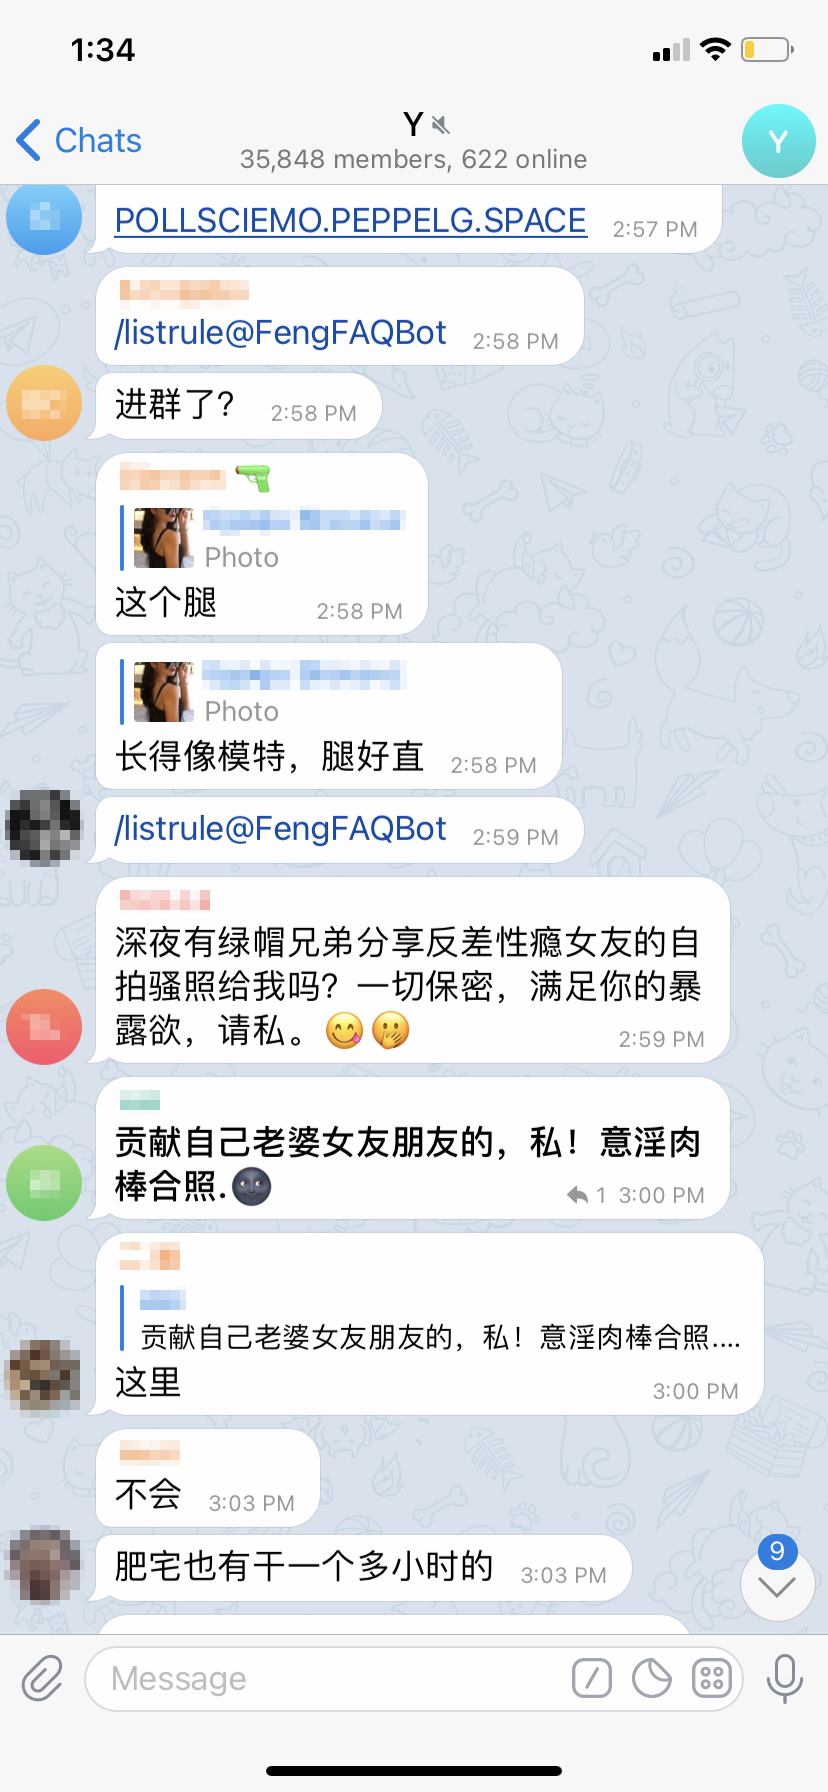 1:34
Chats
Y
35,848 members, 622 online
Y
POLLSCIEMO.PEPPELG.SPACE 2:57 PM
/listrule@FengFAQBot 2:58 PM
进群了？ 2:58 PM
Photo
这个腿 2:58 PM
Photo
长得像模特，腿好直 2:58 PM
/listrule@FengFAQBot 2:59 PM
深夜有绿帽兄弟分享反差性瘾女友的自
拍骚照给我吗？一切保密，满足你的暴
露欲，请私。😋🤭
2:59 PM
贡献自己老婆女友朋友的，私！意淫肉
棒合照.🌚
1 3:00 PM
贡献自己老婆女友朋友的，私！意淫肉棒合照....
这里 3:00 PM
不会 3:03 PM
肥宅也有干一个多小时的 3:03 PM
9
Message